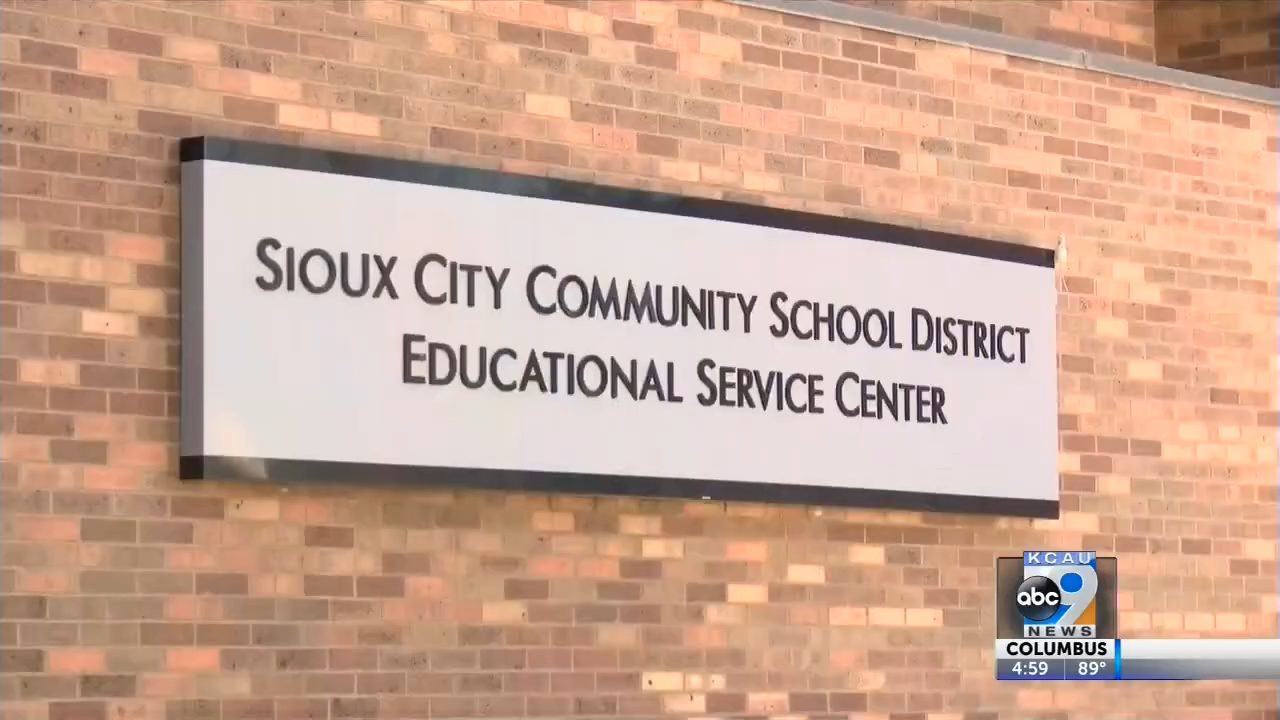 SIOUX CITY COMMUNITY SCHOOL DISTRICT
EDUCATIONAL SERVICE CENTER
KCAU
abc 9
NEWS
COLUMBUS
4:59 89°